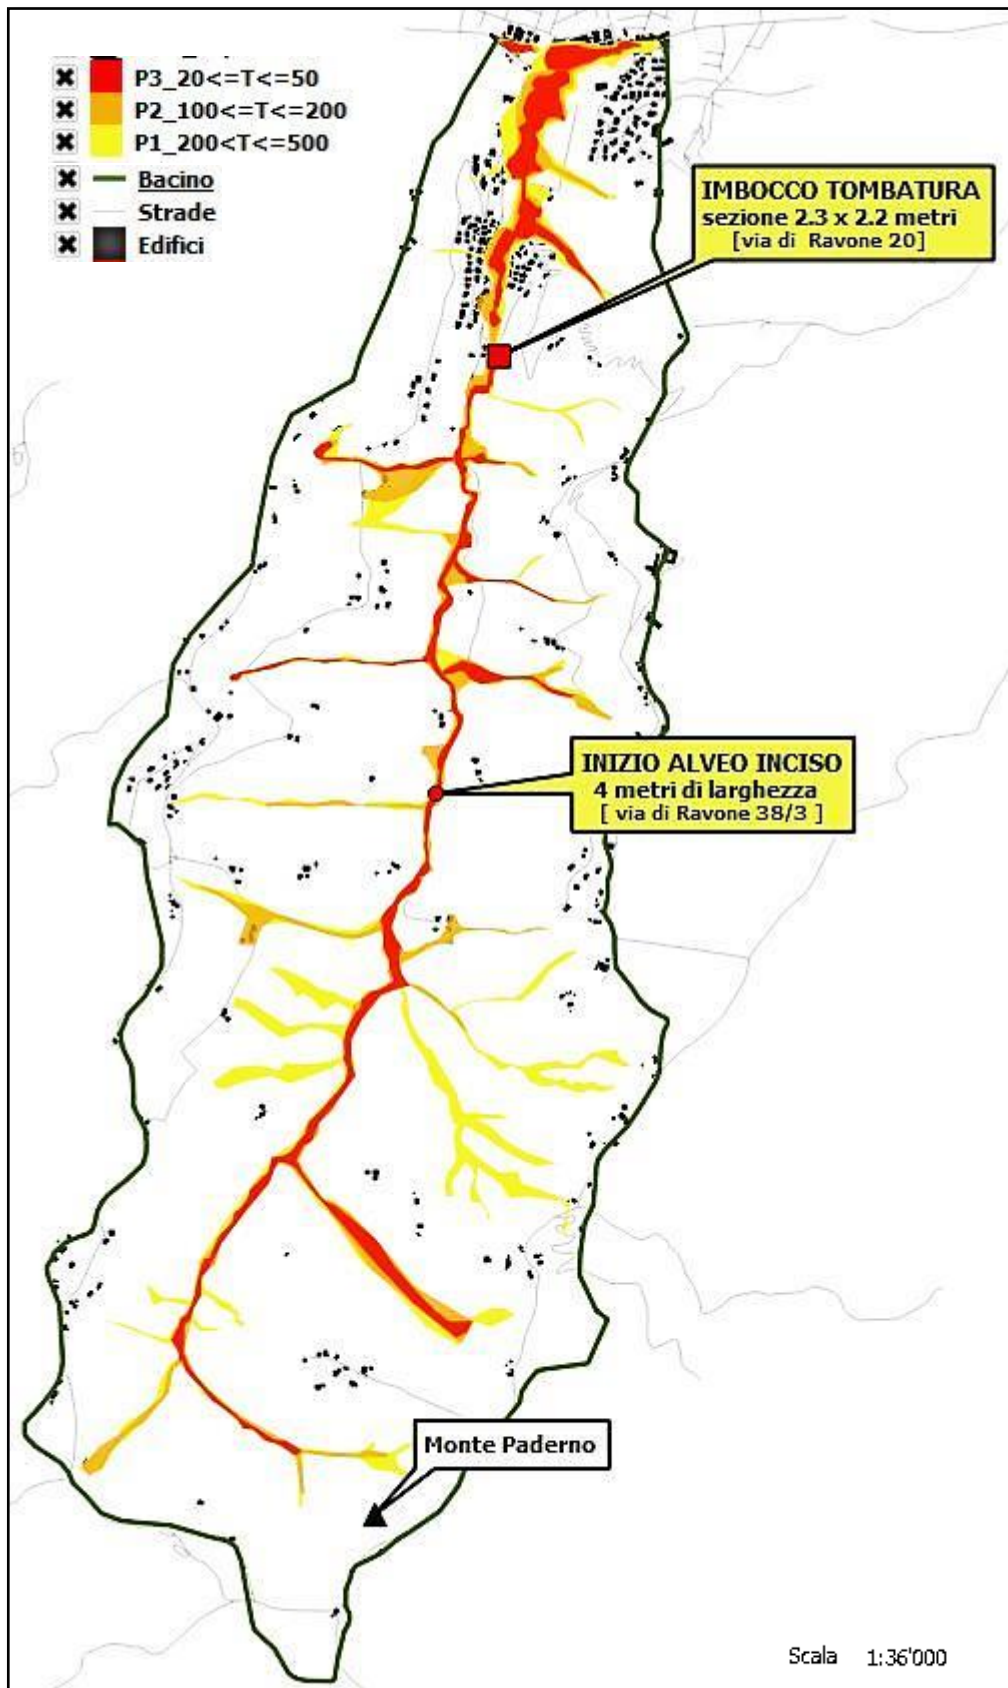 P3_20<=T<=50
P2_100<=T<=200
P1_200<T<=500
Bacino
Strade
Edifici
IMBOCCO TOMBATURA
sezione 2.3 x 2.2 metri
[via di Ravone 20]
INIZIO ALVEO INCISO
4 metri di larghezza
[ via di Ravone 38/3 ]
Monte Paderno
Scala 1:36'000